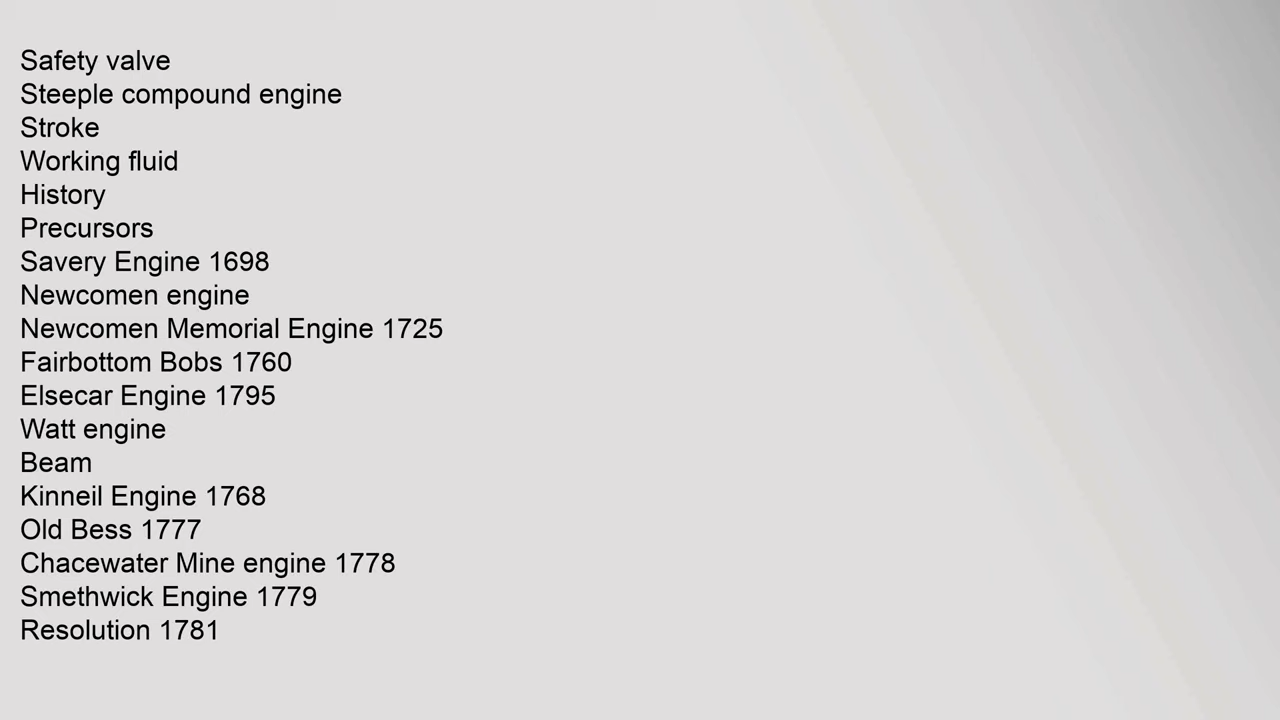 Safety valve
Steeple compound engine
Stroke
Working fluid
History
Precursors
Savery Engine 1698
Newcomen engine
Newcomen Memorial Engine 1725
Fairbottom Bobs 1760
Elsecar Engine 1795
Watt engine
Beam
Kinneil Engine 1768
Old Bess 1777
Chacewater Mine engine 1778
Smethwick Engine 1779
Resolution 1781